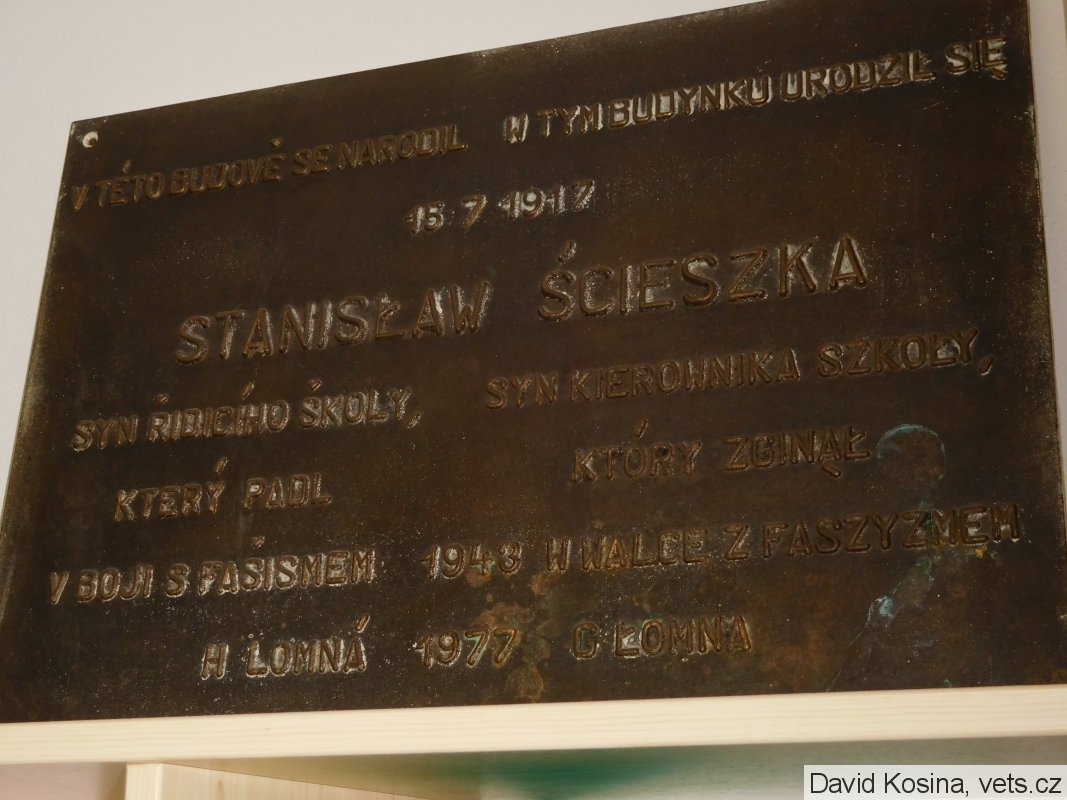 V TÉTO BUDOVĚ SE NARODIL W TYM BUDYNKU URODZIŁ SIĘ
15 7 1917
STANISŁAW ŚCIESZKA
SYN ŘIDICÍHO ŠKOLY, SYN KIEROWNIKA SZKOŁY,
KTERÝ PADL KTÓRY ZGINĄŁ
V BOJI S FAŠISMEM 1943 W WALCE Z FASZYZMEM
H LOMNÁ 1977 G ŁOMNA
David Kosina, vets.cz